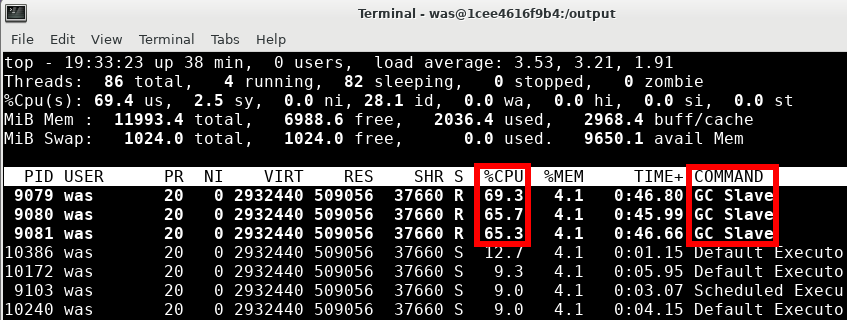 Terminal - was@1cee4616f9b4:/output
File Edit View Terminal Tabs Help
top - 19:33:23 up 38 min, 0 users, load average: 3.53, 3.21, 1.91
Threads: 86 total, 4 running, 82 sleeping, 0 stopped, 0 zombie
%Cpu(s): 69.4 us, 2.5 sy, 0.0 ni, 28.1 id, 0.0 wa, 0.0 hi, 0.0 si, 0.0 st
MiB Mem : 11993.4 total, 6988.6 free, 2036.4 used, 2968.4 buff/cache
MiB Swap: 1024.0 total, 1024.0 free, 0.0 used. 9650.1 avail Mem
PID USER PR NI VIRT RES SHR S %CPU %MEM TIME+ COMMAND
9079 was 20 0 2932440 509056 37660 R 69.3 4.1 0:46.80 GC Slave
9080 was 20 0 2932440 509056 37660 R 65.7 4.1 0:45.99 GC Slave
9081 was 20 0 2932440 509056 37660 R 65.3 4.1 0:46.66 GC Slave
10386 was 20 0 2932440 509056 37660 S 12.7 4.1 0:01.15 Default Executo
10172 was 20 0 2932440 509056 37660 S 9.3 4.1 0:05.95 Default Executo
9103 was 20 0 2932440 509056 37660 S 9.0 4.1 0:03.07 Scheduled Execu
10240 was 20 0 2932440 509056 37660 S 9.0 4.1 0:04.15 Default Executo